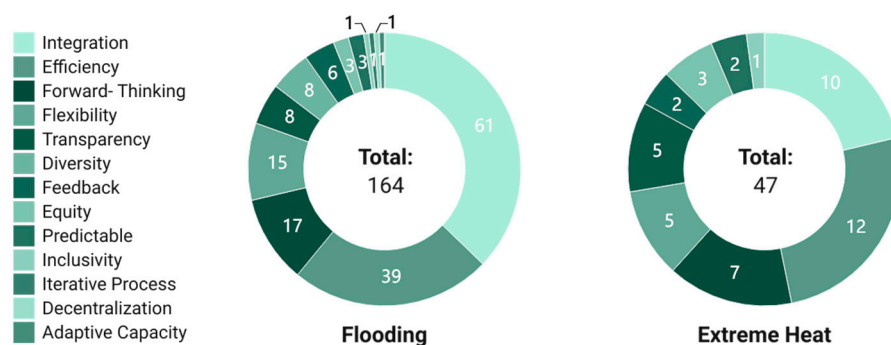 Integration
Efficiency
Forward- Thinking
Flexibility
Transparency
Diversity
Feedback
Equity
Predictable
Inclusivity
Iterative Process
Decentralization
Adaptive Capacity
1
1
1
1
3
3
6
8
8
15
17
39
61
Total:
164
Flooding
1
2
3
2
5
5
7
12
10
Total:
47
Extreme Heat